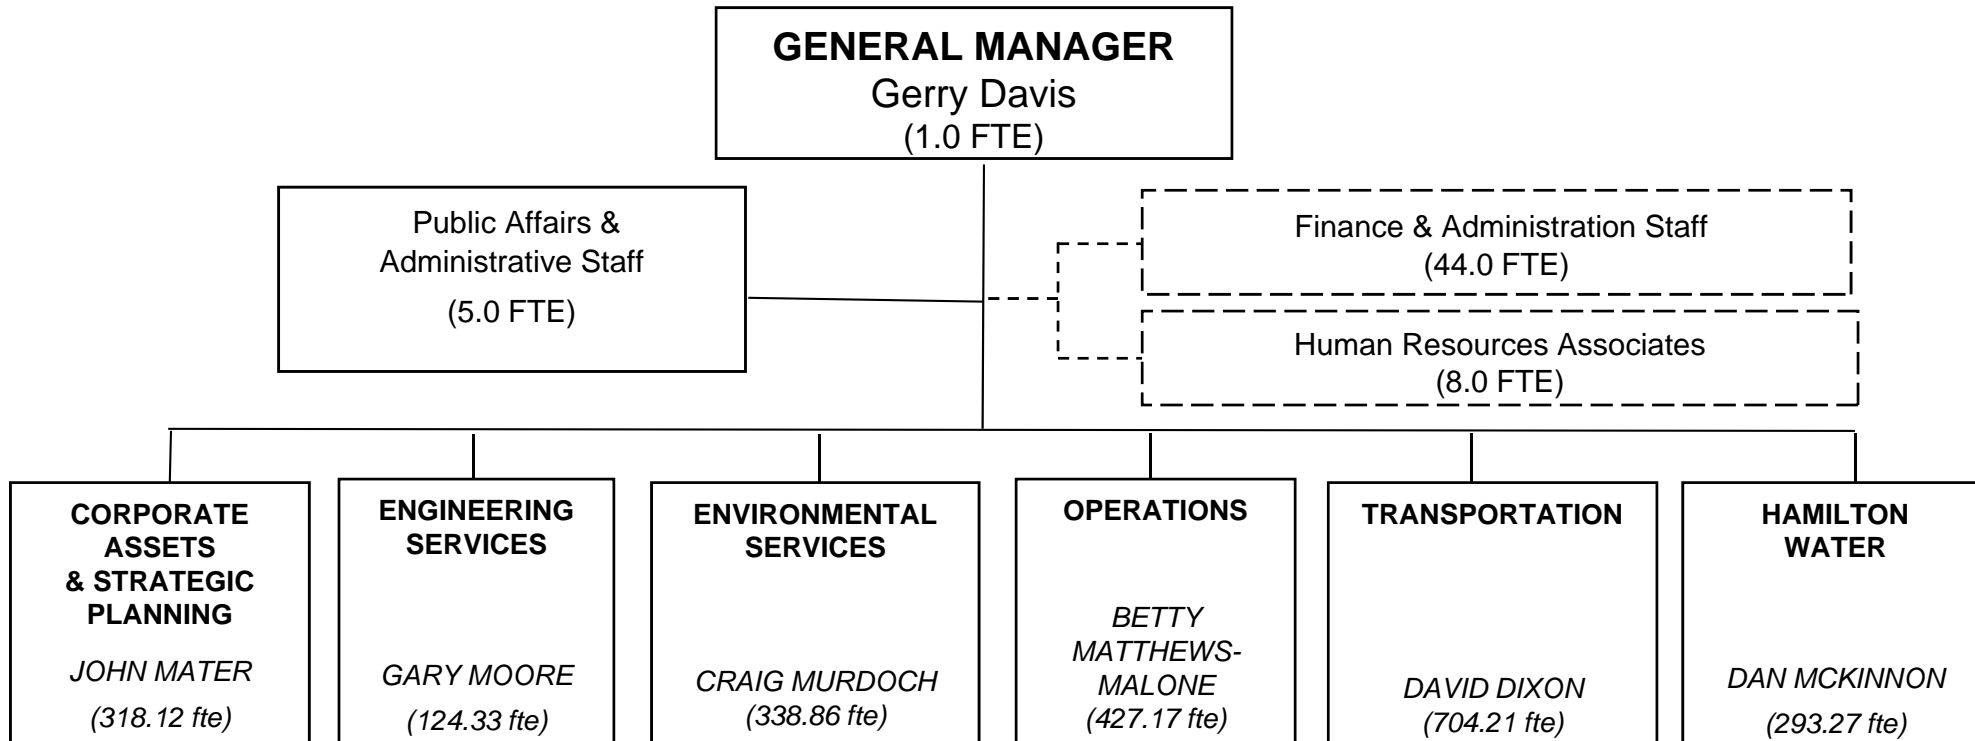 GENERAL MANAGER
Gerry Davis
(1.0 FTE)
Public Affairs &
Administrative Staff
(5.0 FTE)
Finance & Administration Staff
(44.0 FTE)
Human Resources Associates
(8.0 FTE)
CORPORATE
ASSETS
& STRATEGIC
PLANNING
JOHN MATER
(318.12 fte)
ENGINEERING
SERVICES
GARY MOORE
(124.33 fte)
ENVIRONMENTAL
SERVICES
CRAIG MURDOCH
(338.86 fte)
OPERATIONS
BETTY
MATTHEWS-
MALONE
(427.17 fte)
TRANSPORTATION
DAVID DIXON
(704.21 fte)
HAMILTON
WATER
DAN MCKINNON
(293.27 fte)